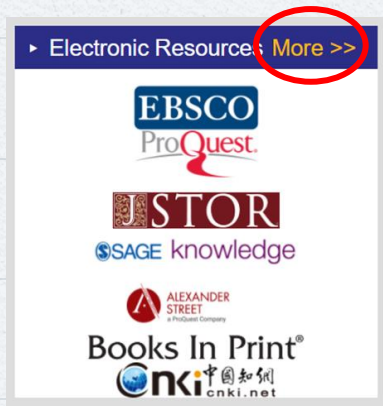 ▸ Electronic Resources More >>
EBSCO
ProQuest.
JSTOR
SSAGE knowledge
ALEXANDER
STREET
a ProQuest Company
Books In Print®
cnki中国知网
cnki.net